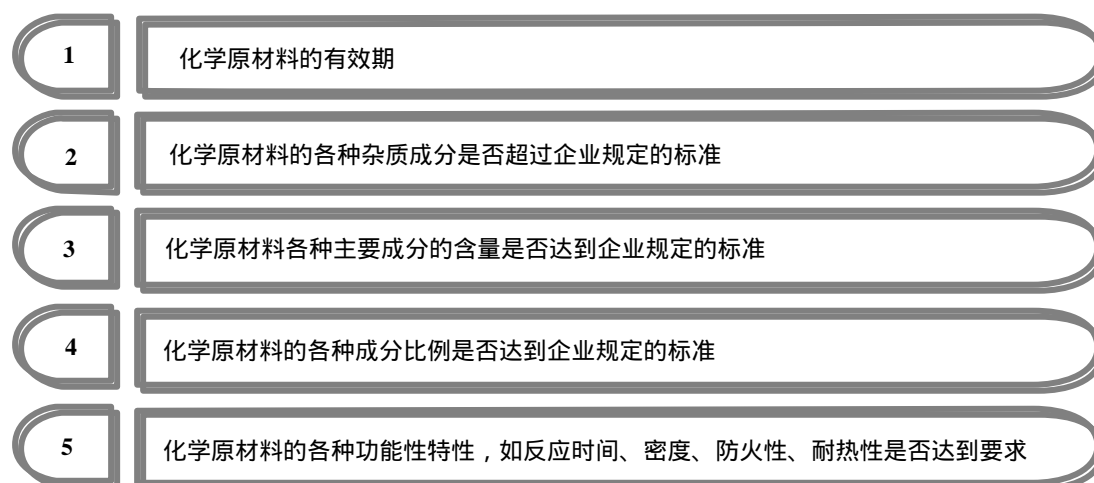 1 化学原材料的有效期
2 化学原材料的各种杂质成分是否超过企业规定的标准
3 化学原材料各种主要成分的含量是否达到企业规定的标准
4 化学原材料的各种成分比例是否达到企业规定的标准
5 化学原材料的各种功能性特性，如反应时间、密度、防火性、耐热性是否达到要求